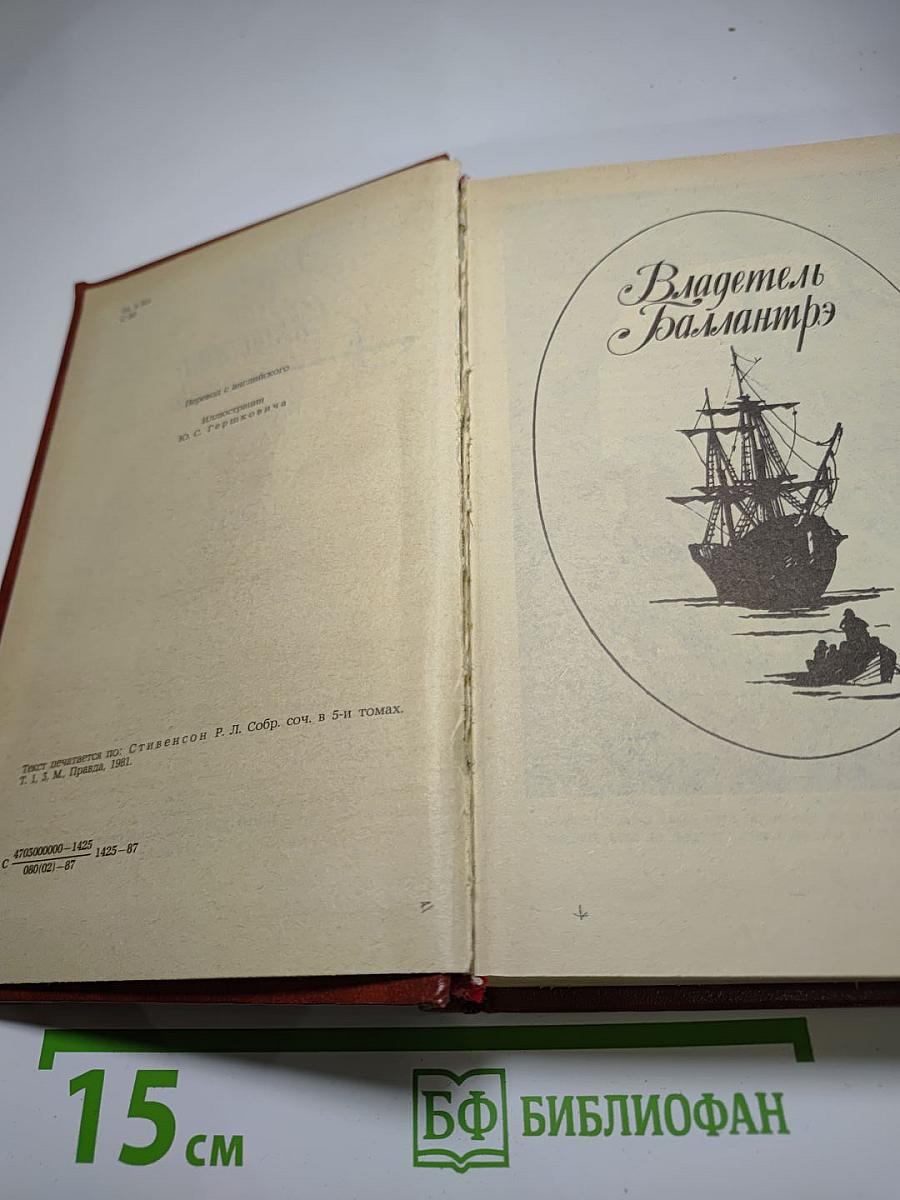 Перевод с английского
Иллюстрации
Ю. С. Гершковича
Текст печатается по: Стивенсон Р. Л. Собр. соч. в 5-и томах.
Т. 1, 3, М., Правда, 1981.
С 4703000000—1425
080(02)—87
1425—87
Владетель
Баллантрэ
15 см
БФ БИБЛИОФАН